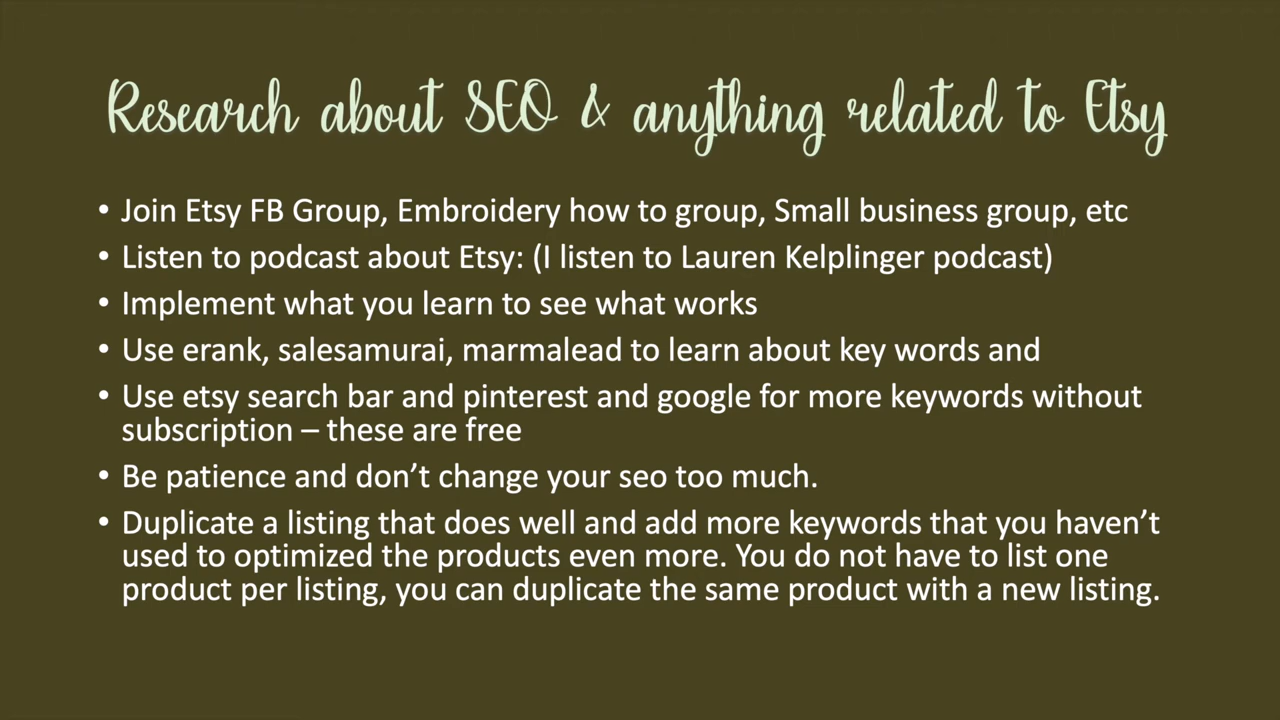 Research about SEO & anything related to Etsy
• Join Etsy FB Group, Embroidery how to group, Small business group, etc
• Listen to podcast about Etsy: (I listen to Lauren Kelplinger podcast)
• Implement what you learn to see what works
• Use erank, salesamurai, marmalead to learn about key words and
• Use etsy search bar and pinterest and google for more keywords without
subscription – these are free
• Be patience and don’t change your seo too much.
• Duplicate a listing that does well and add more keywords that you haven’t
used to optimized the products even more. You do not have to list one
product per listing, you can duplicate the same product with a new listing.